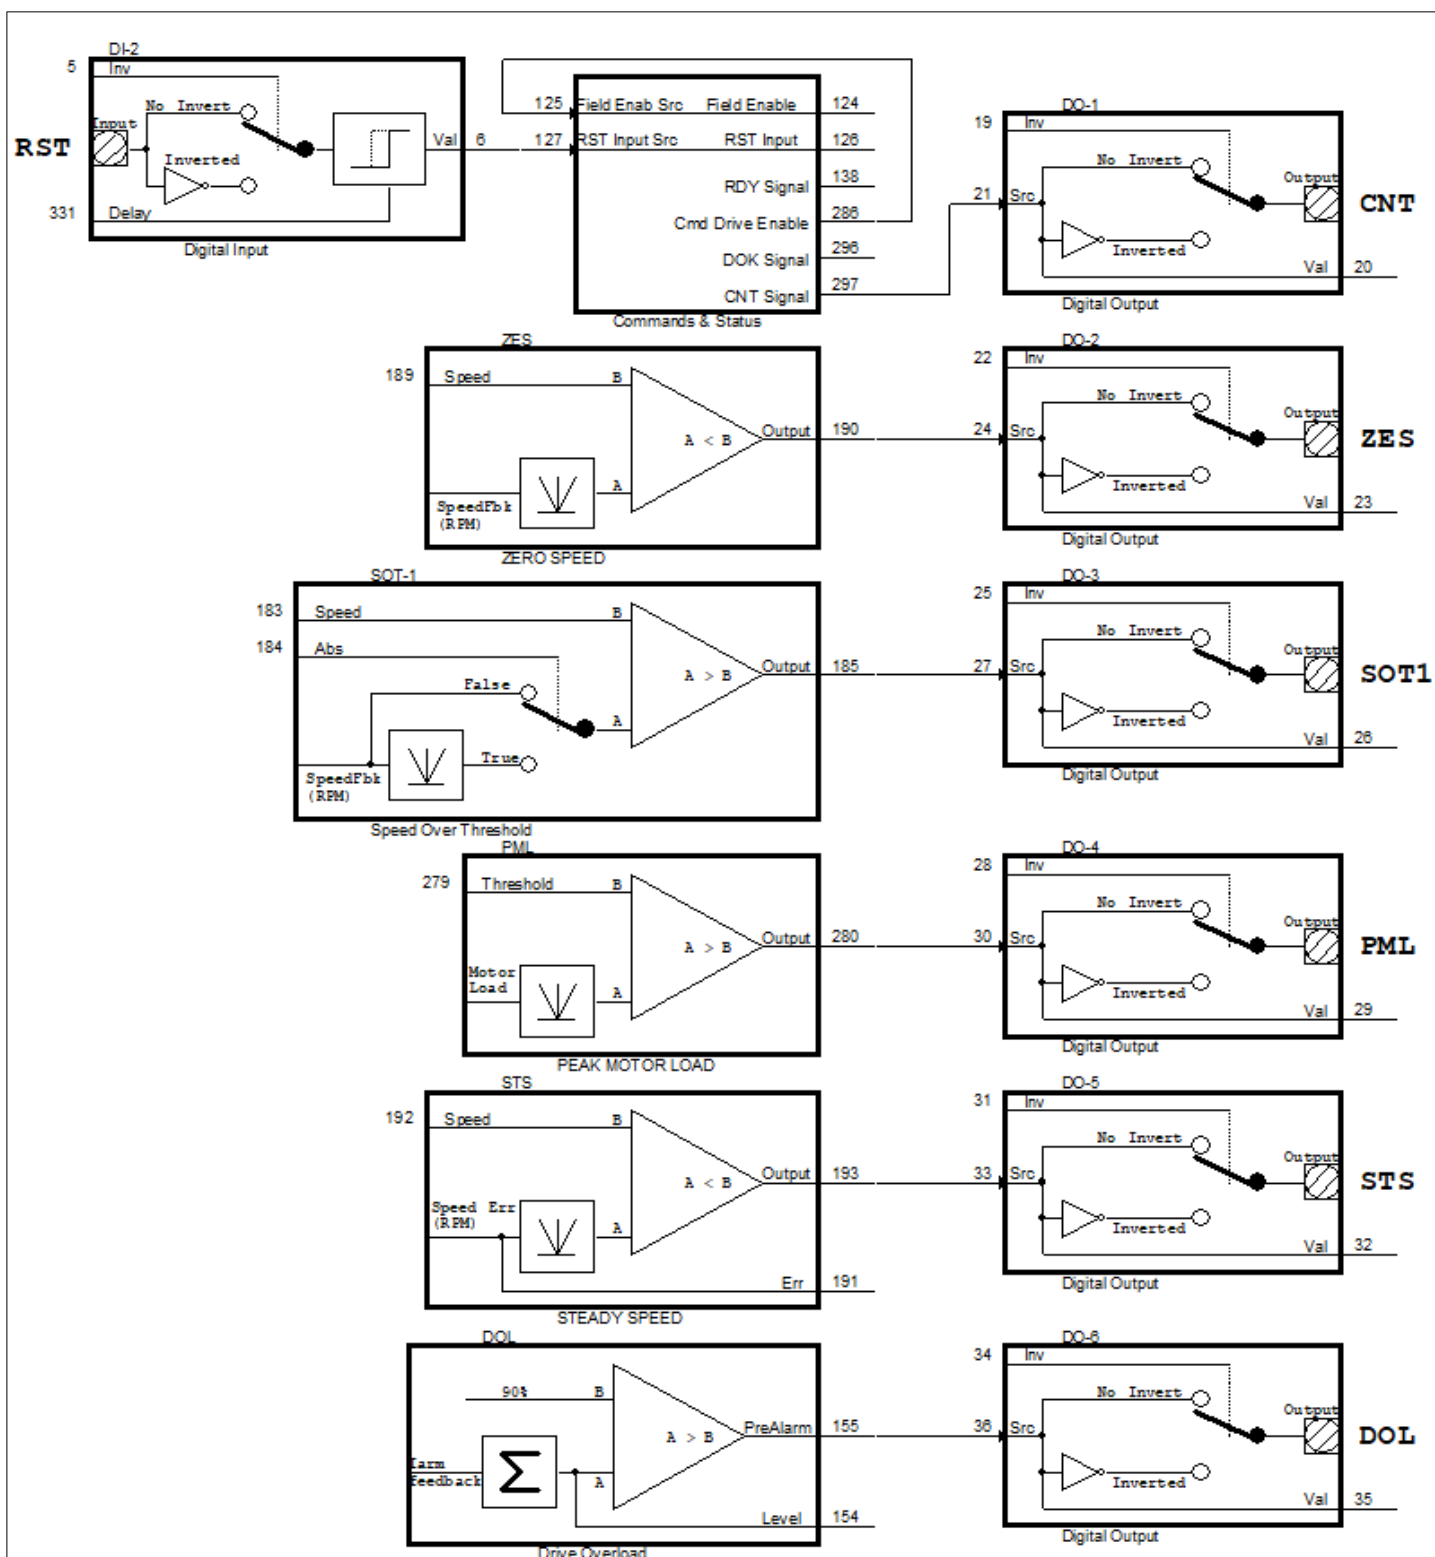 DI-2
5 Inv
No Invert
RST Input
Val 6
Inverted
331 Delay
Digital Input
125 Field Enab Src Field Enable 124
127 RST Input Src RST Input 126
RDY Signal 138
Cmd Drive Enable 286
DOK Signal 296
CNT Signal 297
Commands & Status
DO-1
19 Inv
No Invert
Output
21 Src CNT
Inverted
Val 20
Digital Output
ZES
189 Speed B
Output 190
A < B
A
SpeedFbk
(RPM)
ZERO SPEED
DO-2
22 Inv
No Invert
Output
24 Src ZES
Inverted
Val 23
Digital Output
SOT-1
183 Speed B
184 Abs
Output 185
A > B
False
A
True
SpeedFbk
(RPM)
Speed Over Threshold
DO-3
25 Inv
No Invert
Output
27 Src SOT1
Inverted
Val 26
Digital Output
PML
279 Threshold B
Output 280
A > B
Motor
Load
A
PEAK MOTOR LOAD
DO-4
28 Inv
No Invert
Output
30 Src PML
Inverted
Val 29
Digital Output
STS
192 Speed B
Output 193
A < B
Speed Err
(RPM)
A
Err 191
STEADY SPEED
DO-5
31 Inv
No Invert
Output
33 Src STS
Inverted
Val 32
Digital Output
DOL
90% B
PreAlarm 155
A > B
Iarm
feedback
Σ
A
Level 154
Drive Overload
DO-6
34 Inv
No Invert
Output
36 Src DOL
Inverted
Val 35
Digital Output